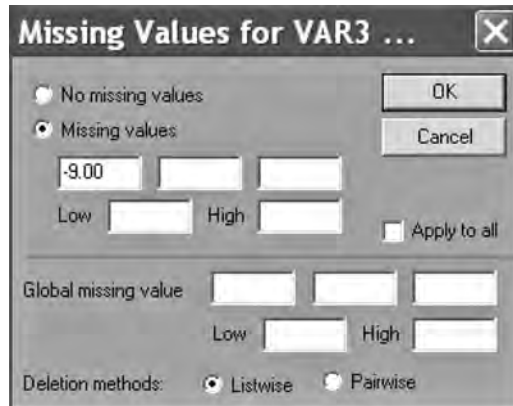 Missing Values for VAR3 ...
No missing values
OK
Missing values
Cancel
-9.00
Low High
Apply to all
Global missing value
Low High
Deletion methods: Listwise Pairwise